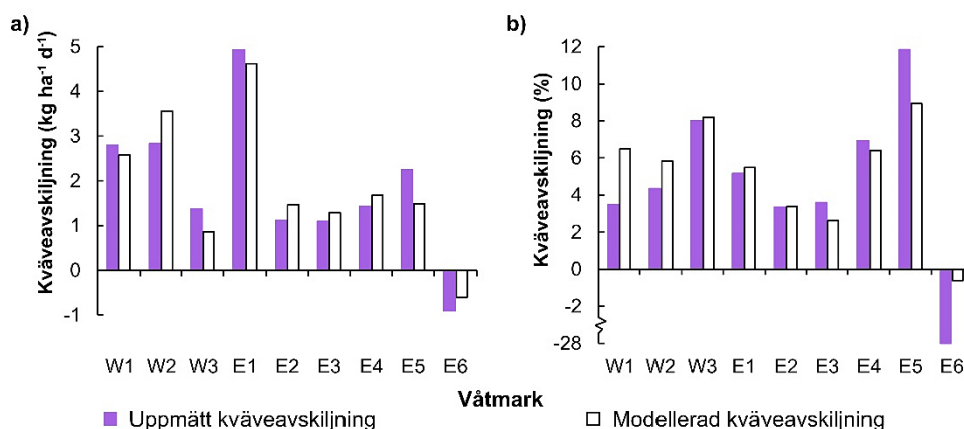 a)
Kväveavskiljning (kg ha⁻¹ d⁻¹)
5
4
3
2
1
0
-1
W1 W2 W3 E1 E2 E3 E4 E5 E6
b)
Kväveavskiljning (%)
12
10
8
6
4
2
0
-2
-28
W1 W2 W3 E1 E2 E3 E4 E5 E6
Våtmark
Uppmätt kväveavskiljning
Modellerad kväveavskiljning